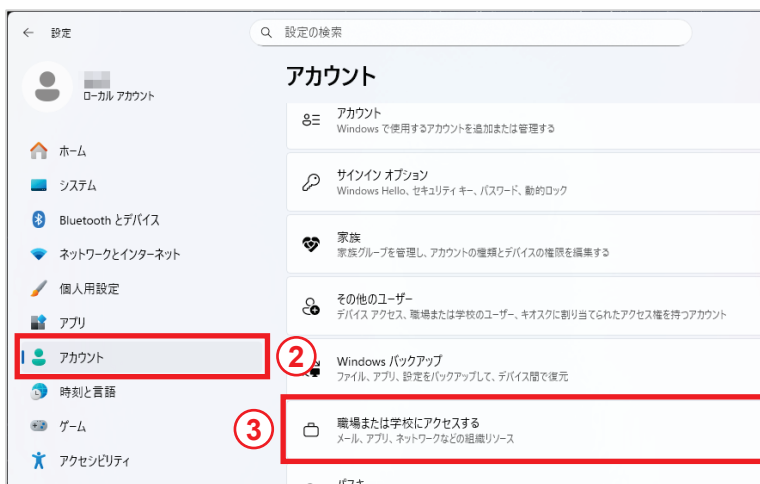 設定
設定の検索
ローカル アカウント
ホーム
システム
Bluetooth とデバイス
ネットワークとインターネット
個人用設定
アプリ
アカウント
時刻と言語
ゲーム
アクセシビリティ
アカウント
アカウント
Windows で使用するアカウントを追加または管理する
サインイン オプション
Windows Hello、セキュリティ キー、パスワード、動的ロック
家族
家族グループを管理し、アカウントの種類とデバイスの権限を編集する
その他のユーザー
デバイス アクセス、職場または学校のユーザー、キオスクに割り当てられたアクセス権を持つアカウント
②
Windows バックアップ
ファイル、アプリ、設定をバックアップして、デバイス間で復元
③
職場または学校にアクセスする
メール、アプリ、ネットワークなどの組織リソース